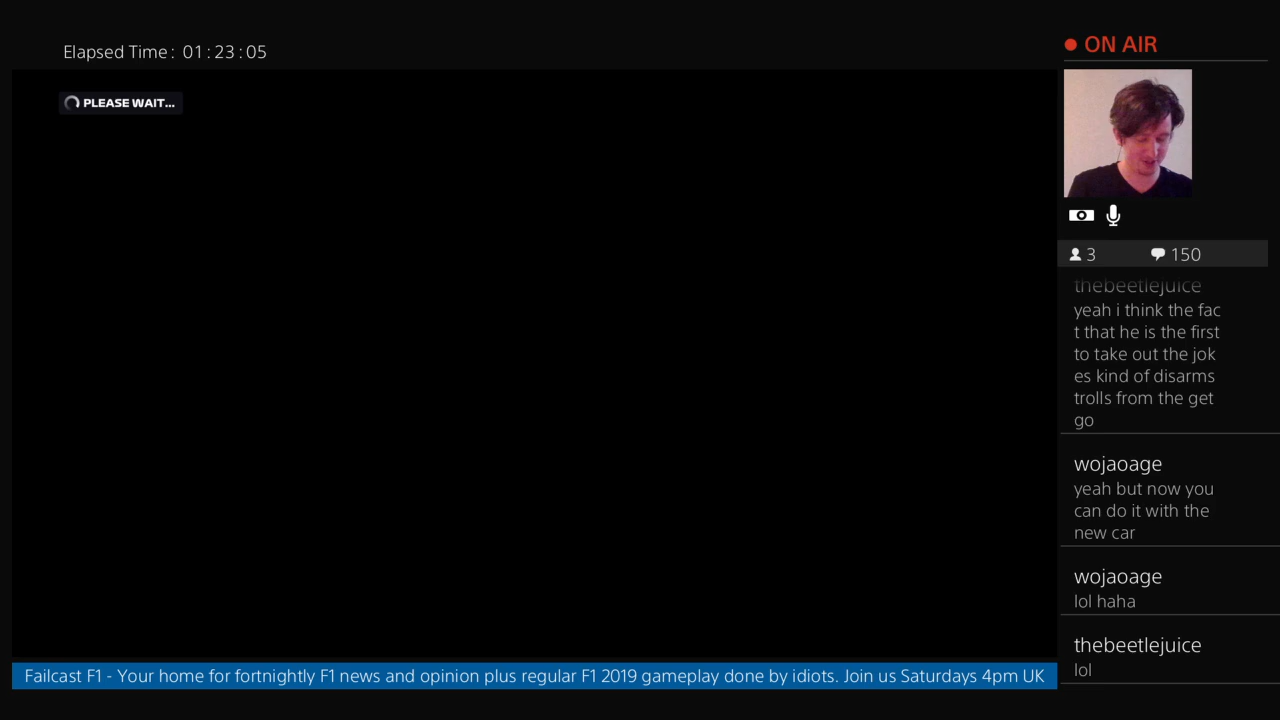 Elapsed Time: 01:23:05
ON AIR
PLEASE WAIT...
3 150
thebeetlejuice
yeah i think the fac
t that he is the first
to take out the jok
es kind of disarms
trolls from the get
go
wojaoage
yeah but now you
can do it with the
new car
wojaoage
lol haha
thebeetlejuice
lol
Failcast F1 - Your home for fortnightly F1 news and opinion plus regular F1 2019 gameplay done by idiots. Join us Saturdays 4pm UK